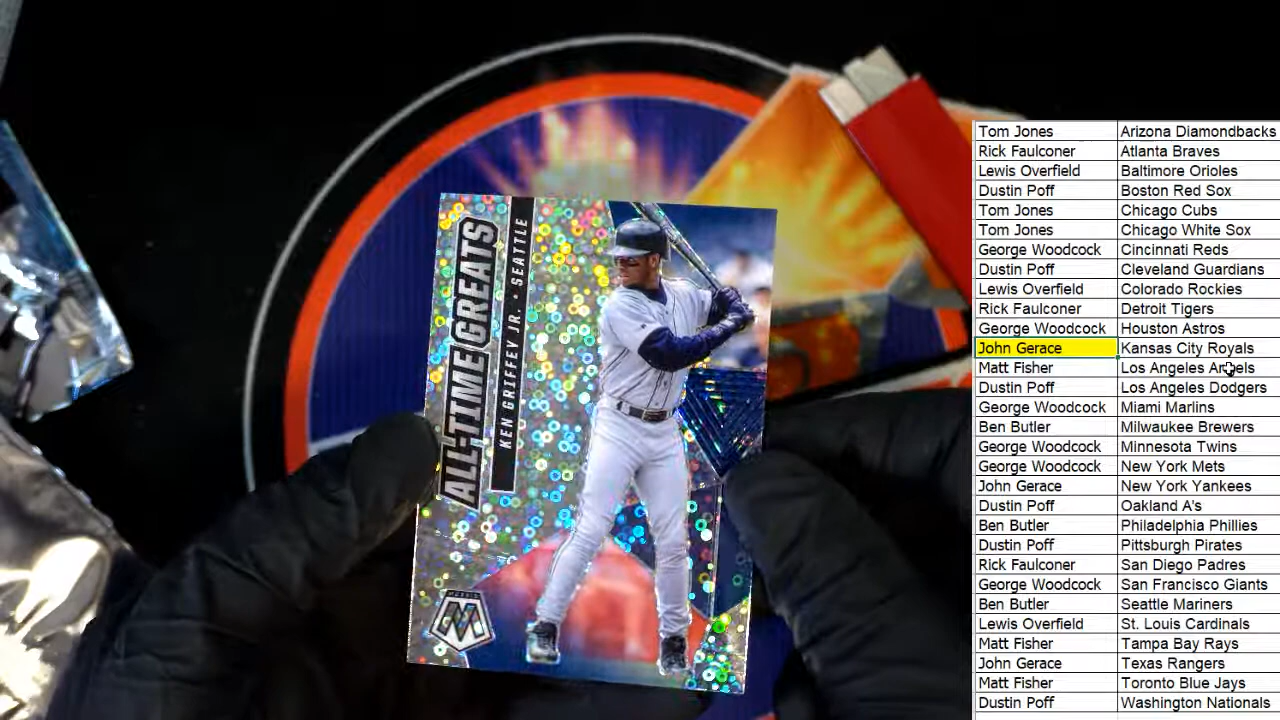 ALL-TIME GREATS
KEN GRIFFEY JR. • SEATTLE
MOSAIC
Tom Jones Arizona Diamondbacks
Rick Faulconer Atlanta Braves
Lewis Overfield Baltimore Orioles
Dustin Poff Boston Red Sox
Tom Jones Chicago Cubs
Tom Jones Chicago White Sox
George Woodcock Cincinnati Reds
Dustin Poff Cleveland Guardians
Lewis Overfield Colorado Rockies
Rick Faulconer Detroit Tigers
George Woodcock Houston Astros
John Gerace Kansas City Royals
Matt Fisher Los Angeles Angels
Dustin Poff Los Angeles Dodgers
George Woodcock Miami Marlins
Ben Butler Milwaukee Brewers
George Woodcock Minnesota Twins
George Woodcock New York Mets
John Gerace New York Yankees
Dustin Poff Oakland A's
Ben Butler Philadelphia Phillies
Dustin Poff Pittsburgh Pirates
Rick Faulconer San Diego Padres
George Woodcock San Francisco Giants
Ben Butler Seattle Mariners
Lewis Overfield St. Louis Cardinals
Matt Fisher Tampa Bay Rays
John Gerace Texas Rangers
Matt Fisher Toronto Blue Jays
Dustin Poff Washington Nationals